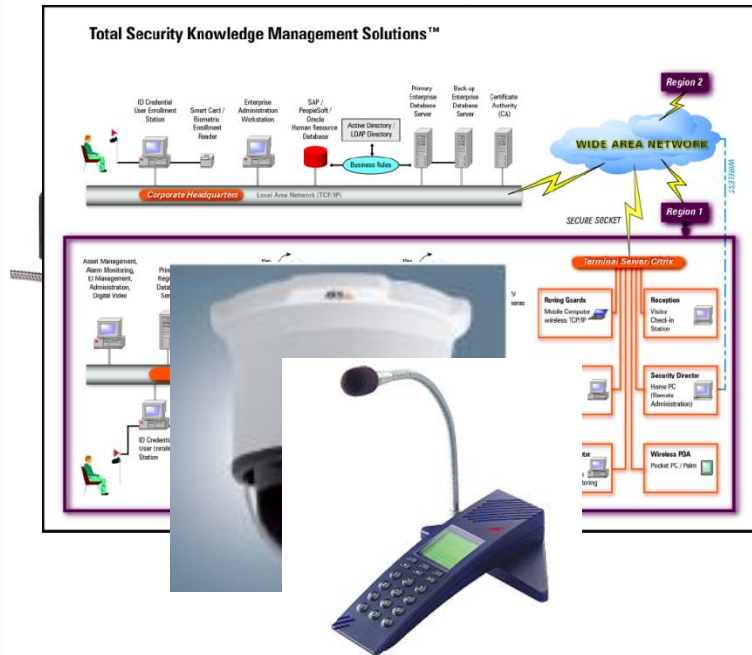 Total Security Knowledge Management Solutions™
ID Credential
User Enrollment
Station
Smart Card /
Biometric
Enrollment
Reader
Enterprise
Administration
Workstation
SAP /
PeopleSoft /
Oracle
Human Resource
Database
Active Directory /
LDAP Directory
Business Rules
Primary
Enterprise
Database
Server
Back-up
Enterprise
Database
Server
Certificate
Authority
(CA)
Region 2
WIDE AREA NETWORK
WIRELESS
Corporate Headquarters
Local Area Network (TCP/IP)
SECURE SOCKET
Region 1
Asset Management,
Alarm Monitoring,
ID Management,
Administration,
Digital Video
Terminal Server/Citrix
Roving Guards
Mobile Computer
wireless TCP/IP
Reception
Visitor
Check-in
Station
Security Director
Home PC
(Remote
Administration)
ID Credential
User
Station
Wireless PDA
Pocket PC / Palm